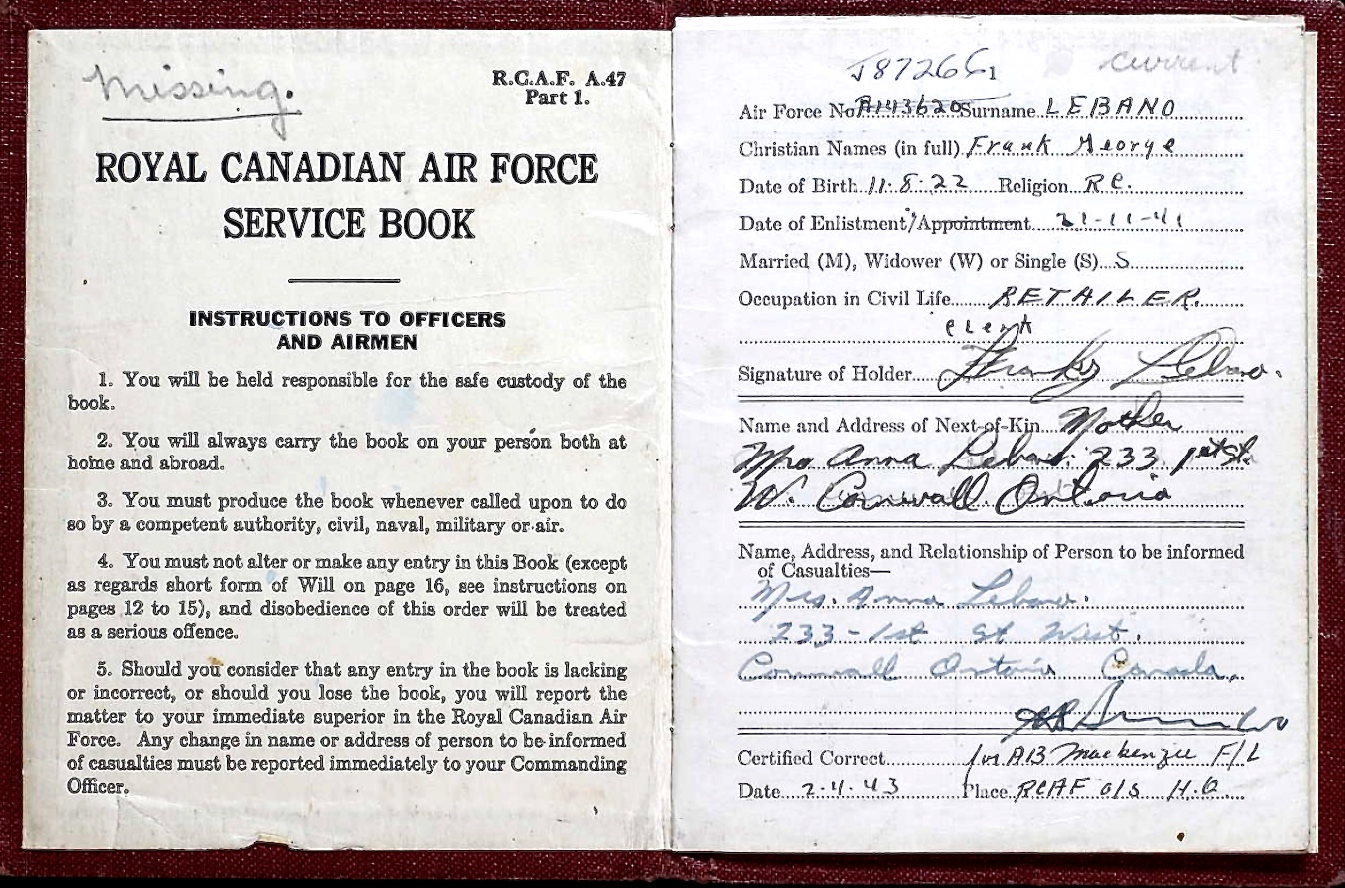 Missing.
R.C.A.F. A.47
Part 1.
ROYAL CANADIAN AIR FORCE
SERVICE BOOK
INSTRUCTIONS TO OFFICERS
AND AIRMEN
1. You will be held responsible for the safe custody of the
book.
2. You will always carry the book on your person both at
home and abroad.
3. You must produce the book whenever called upon to do
so by a competent authority, civil, naval, military or air.
4. You must not alter or make any entry in this Book (except
as regards short form of Will on page 16, see instructions on
pages 12 to 15), and disobedience of this order will be treated
as a serious offence.
5. Should you consider that any entry in the book is lacking
or incorrect, or should you lose the book, you will report the
matter to your immediate superior in the Royal Canadian Air
Force. Any change in name or address of person to be informed
of casualties must be reported immediately to your Commanding
Officer.
current
Air Force No. R143620 Surname LEBANO
Christian Names (in full) Frank George
Date of Birth 11.8.22 Religion R.C.
Date of Enlistment/Appointment 21-11-41
Married (M), Widower (W) or Single (S) S
Occupation in Civil Life RETAILER.
clerk
Signature of Holder Lebano.
Name and Address of Next-of-Kin Mother
Mrs Anna Lebano. 233 1st St.
W. Cornwall. Ontario
Name, Address, and Relationship of Person to be informed
of Casualties—
Mrs. Anna Lebano.
233-1st St West.
Cornwall Ontario Canada.
Certified Correct for AB Mackenzie F/L
Date 2.4.43 Place RCAF o/s H.Q